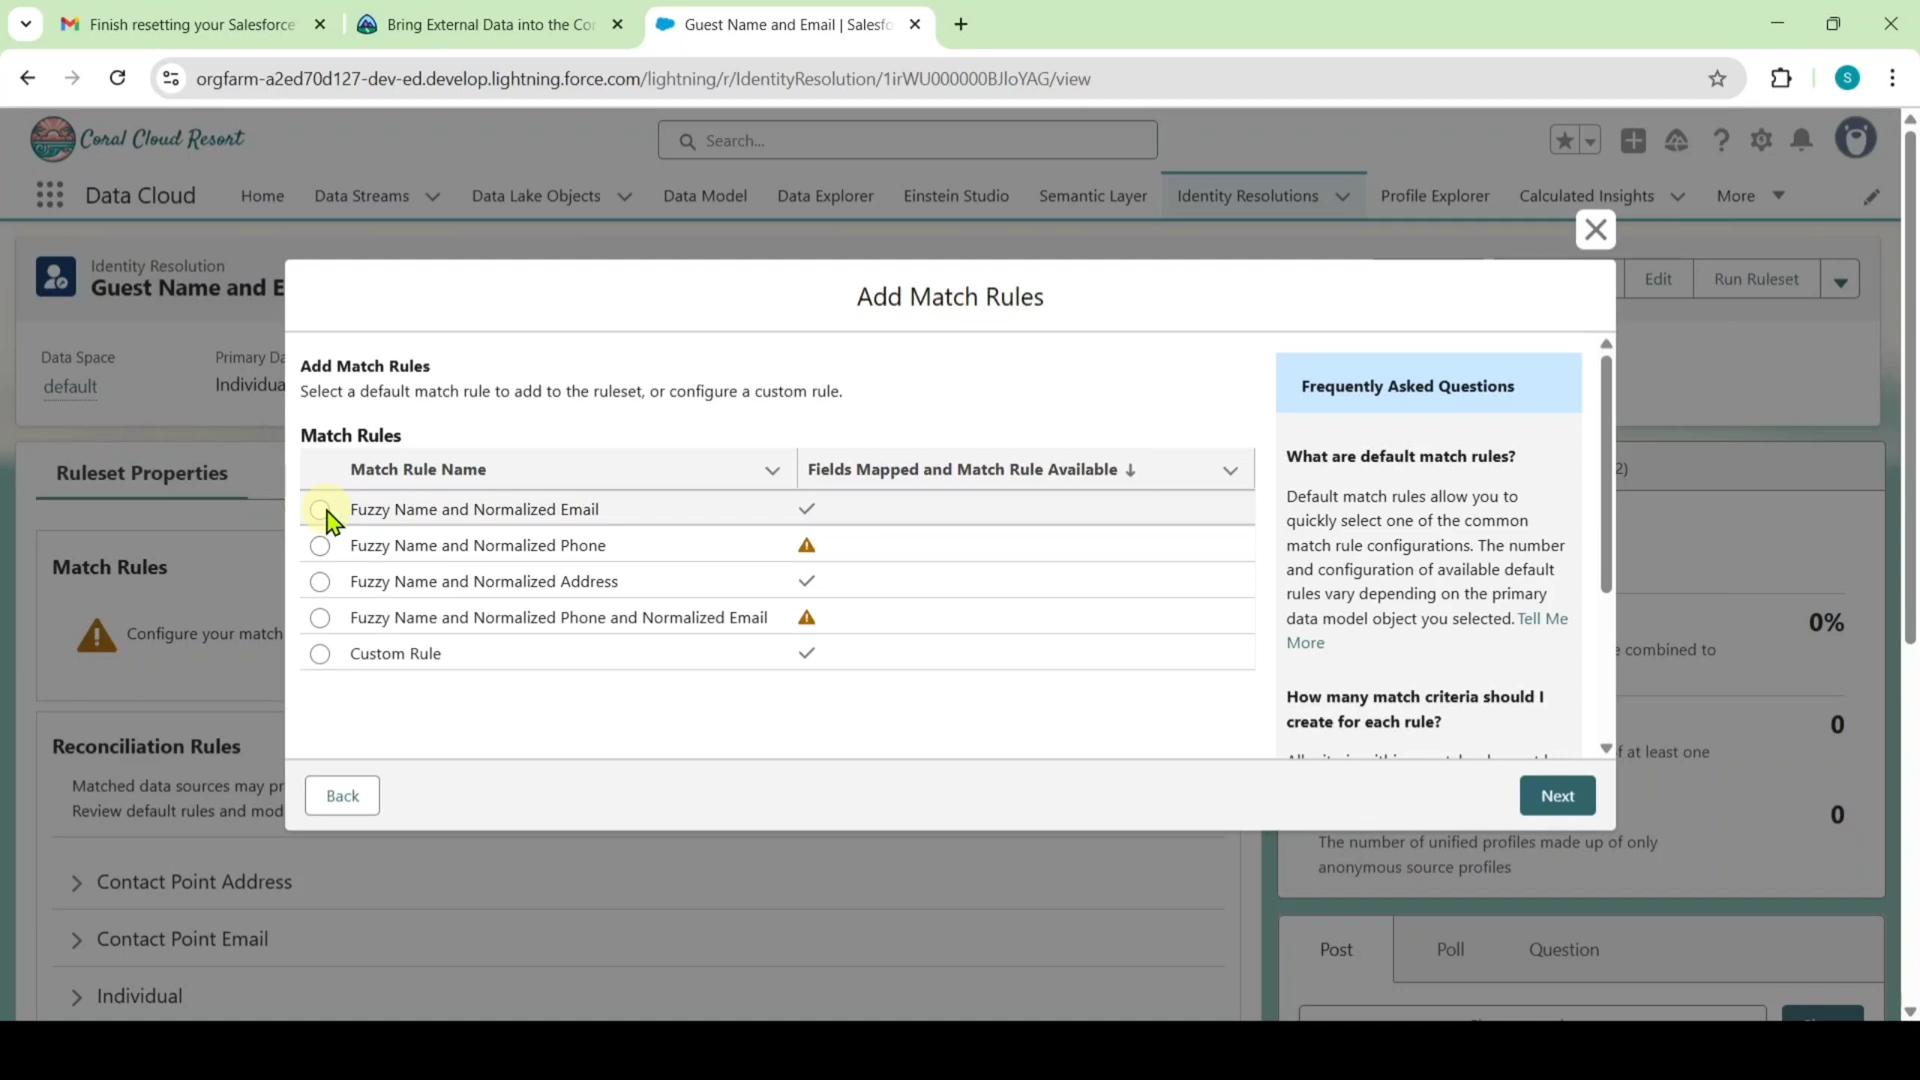 Finish resetting your Salesforce
Bring External Data into the Co
Guest Name and Email | Salesfo
orgfarm-a2ed70d127-dev-ed.develop.lightning.force.com/lightning/r/IdentityResolution/1irWU000000BJloYAG/view
S
Coral Cloud Resort
Search...
Data Cloud
Home
Data Streams
Data Lake Objects
Data Model
Data Explorer
Einstein Studio
Semantic Layer
Identity Resolutions
Profile Explorer
Calculated Insights
More
Identity Resolution
Guest Name and E
Edit
Run Ruleset
Data Space
Primary Da
default
Individua
Add Match Rules
Add Match Rules
Select a default match rule to add to the ruleset, or configure a custom rule.
Match Rules
Match Rule Name
Fields Mapped and Match Rule Available
Fuzzy Name and Normalized Email
Fuzzy Name and Normalized Phone
Fuzzy Name and Normalized Address
Fuzzy Name and Normalized Phone and Normalized Email
Custom Rule
Frequently Asked Questions
What are default match rules?
Default match rules allow you to
quickly select one of the common
match rule configurations. The number
and configuration of available default
rules vary depending on the primary
data model object you selected. Tell Me
More
How many match criteria should I
create for each rule?
Back
Next
Ruleset Properties
Match Rules
Configure your match
Reconciliation Rules
Matched data sources may pr
Review default rules and mod
Contact Point Address
Contact Point Email
Individual
2)
0%
e combined to
0
f at least one
0
The number of unified profiles made up of only
anonymous source profiles
Post
Poll
Question